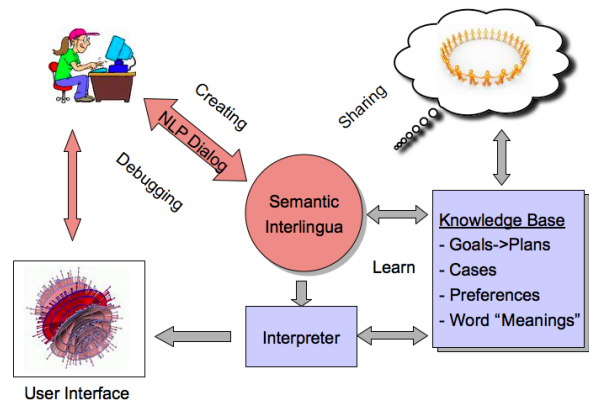 Creating
Sharing
NLP Dialog
Debugging
Semantic
Interlingua
Knowledge Base
- Goals->Plans
- Cases
- Preferences
- Word “Meanings”
Learn
Interpreter
User Interface